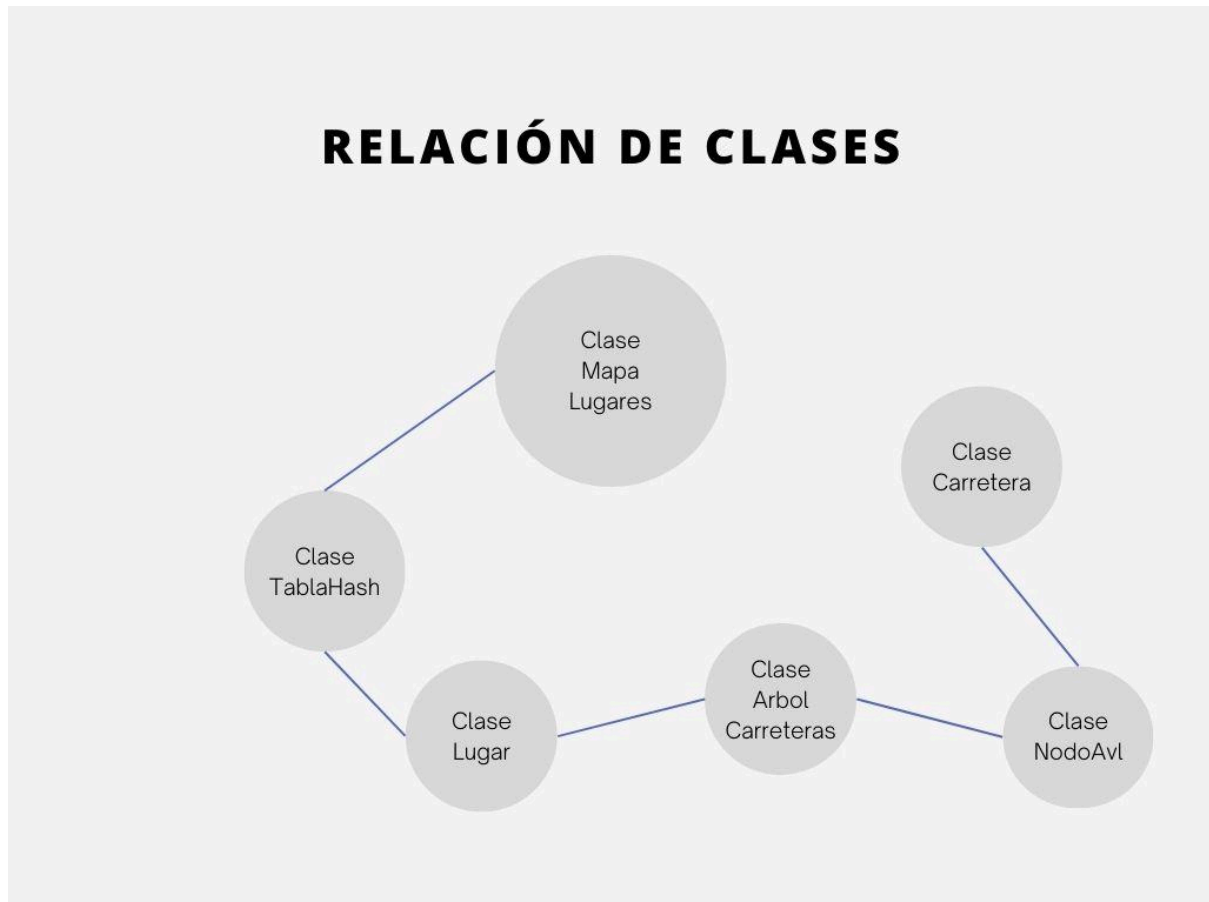 RELACIÓN DE CLASES
Clase
Mapa
Lugares
Clase
Carretera
Clase
TablaHash
Clase
Lugar
Clase
Arbol
Carreteras
Clase
NodoAvl